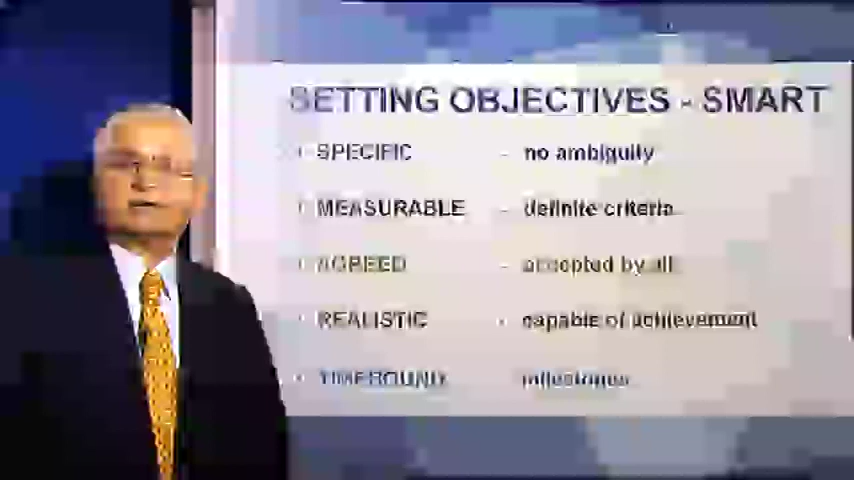 SETTING OBJECTIVES - SMART
SPECIFIC - no ambiguity
MEASURABLE - definite criteria
AGREED - accepted by all
REALISTIC - capable of achievement
TIMEBOUND milestones